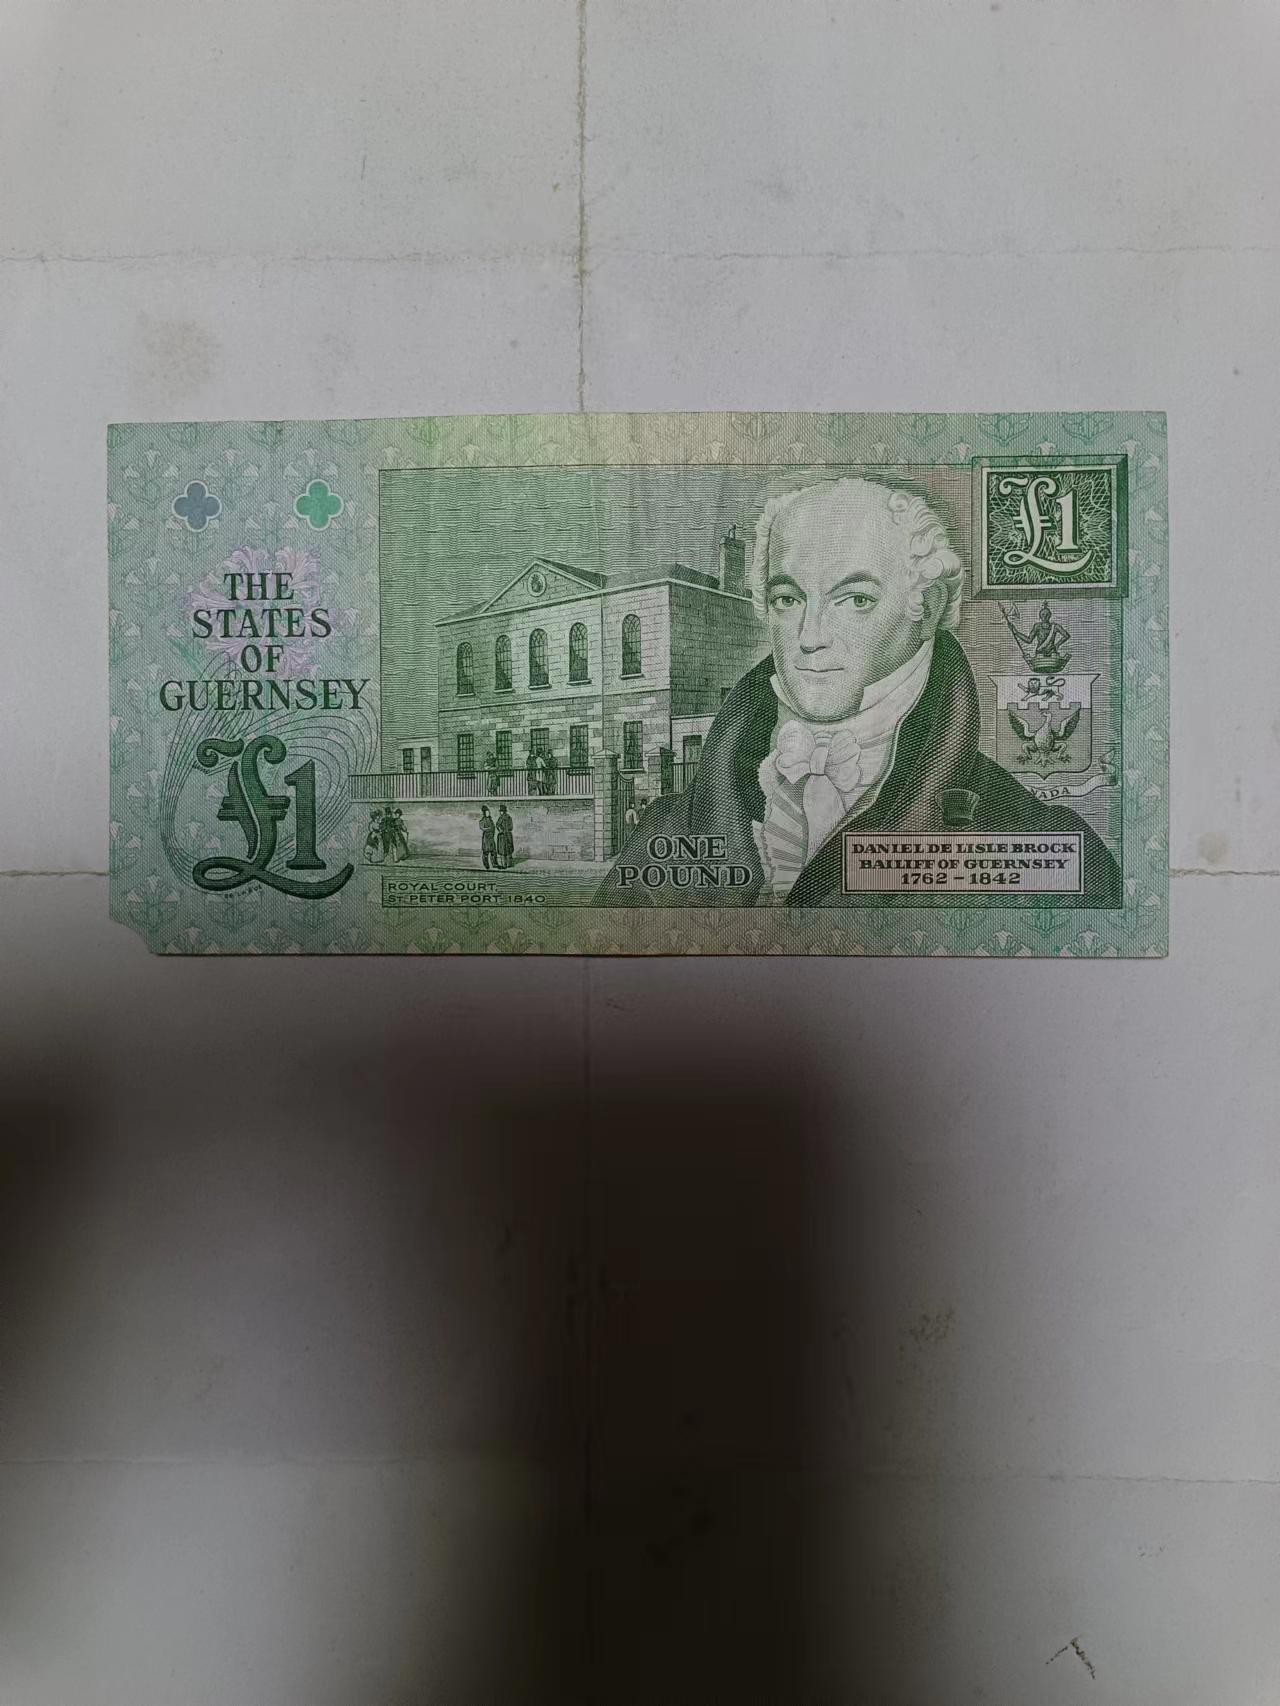 THE
STATES
OF
GUERNSEY
£1
ROYAL COURT,
ST. PETER PORT 1840
ONE
POUND
£1
DANIEL DE LISLE BROCK
BAILIFF OF GUERNSEY
1762 - 1842